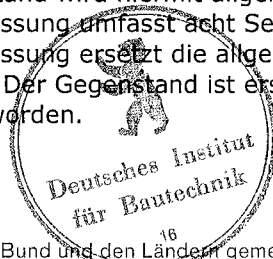 ssung umfasst acht Se
ssung ersetzt die allge
Der Gegenstand ist ers
worden.
Deutsches Institut
für Bautechnik
16
Bund und den Ländern geme